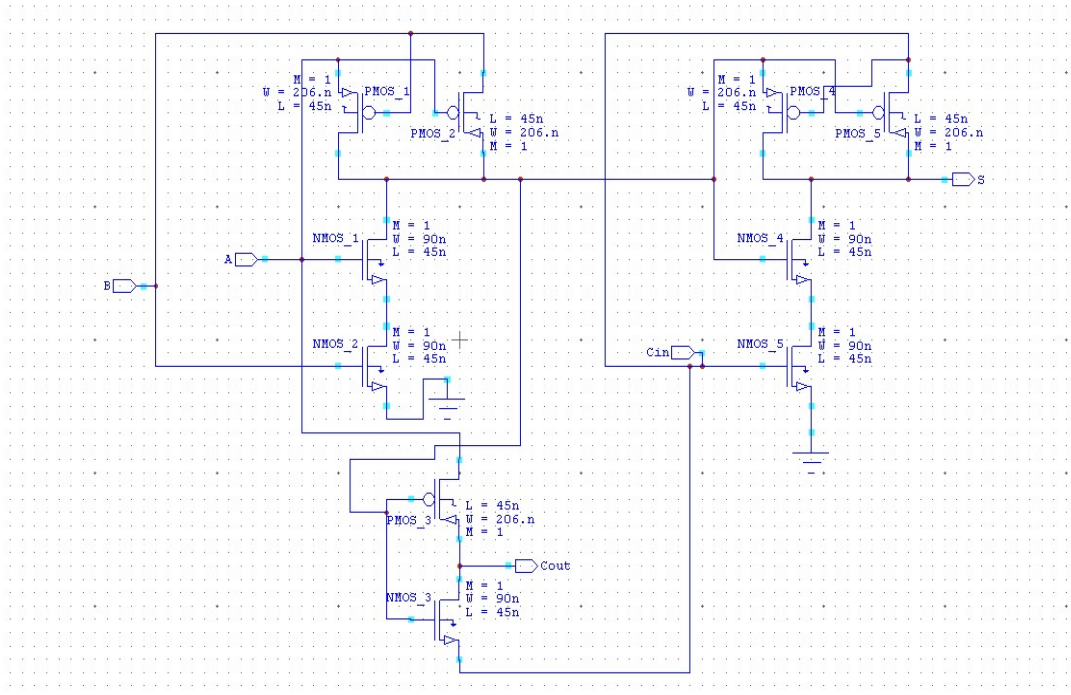 M = 1
W = 206.n
L = 45n
PMOS_1
PMOS_2
L = 45n
W = 206.n
M = 1
M = 1
W = 206.n
L = 45n
PMOS_4
PMOS_5
L = 45n
W = 206.n
M = 1
S
NMOS_1
M = 1
W = 90n
L = 45n
NMOS_4
M = 1
W = 90n
L = 45n
A
B
NMOS_2
M = 1
W = 90n
L = 45n
Cin
NMOS_5
M = 1
W = 90n
L = 45n
PMOS_3
L = 45n
W = 206.n
M = 1
Cout
NMOS_3
M = 1
W = 90n
L = 45n